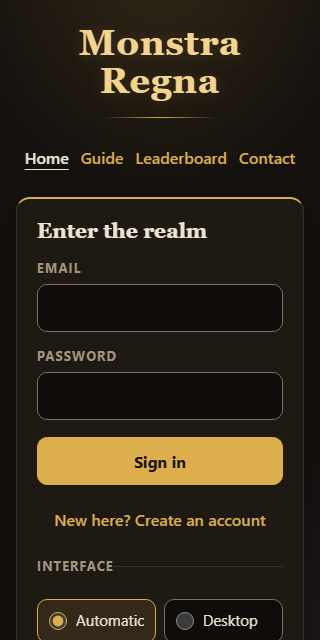 Monstra
Regna
Home Guide Leaderboard Contact
Enter the realm
EMAIL
PASSWORD
Sign in
New here? Create an account
INTERFACE
Automatic Desktop